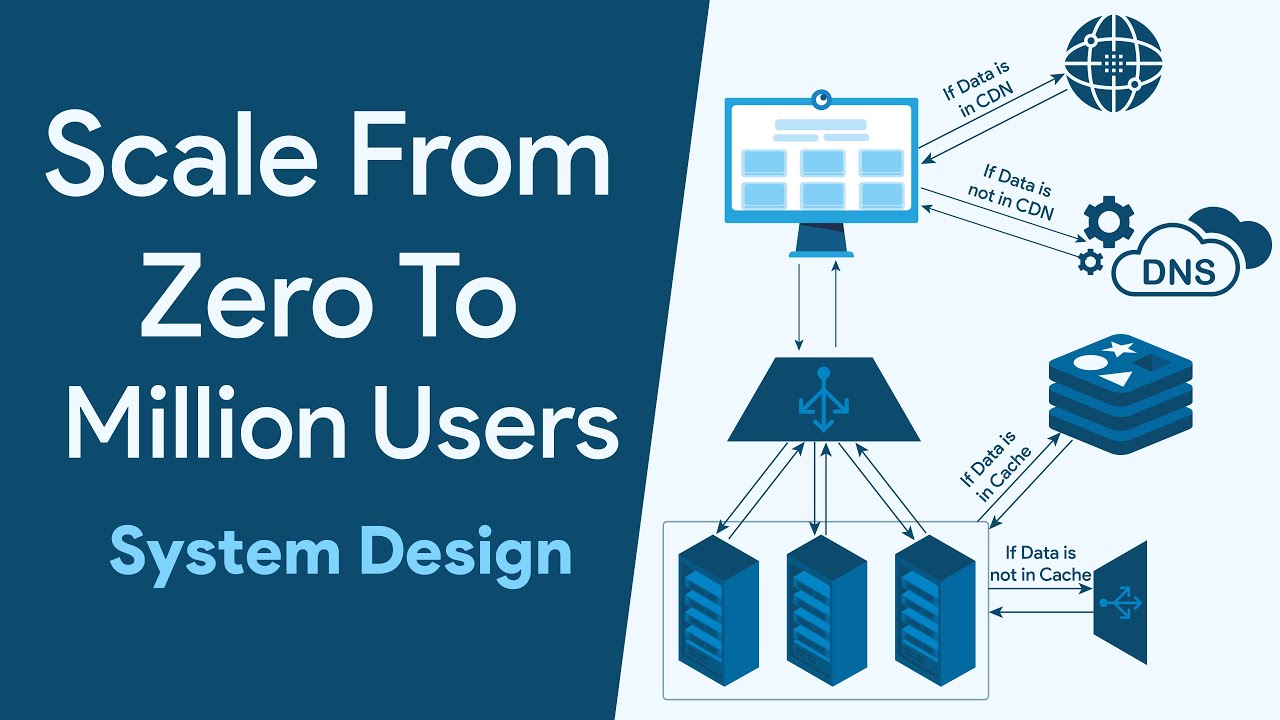 Scale From
Zero To
Million Users
System Design
If Data is
in CDN
If Data is
not in CDN
DNS
If Data is
in Cache
If Data is
not in Cache